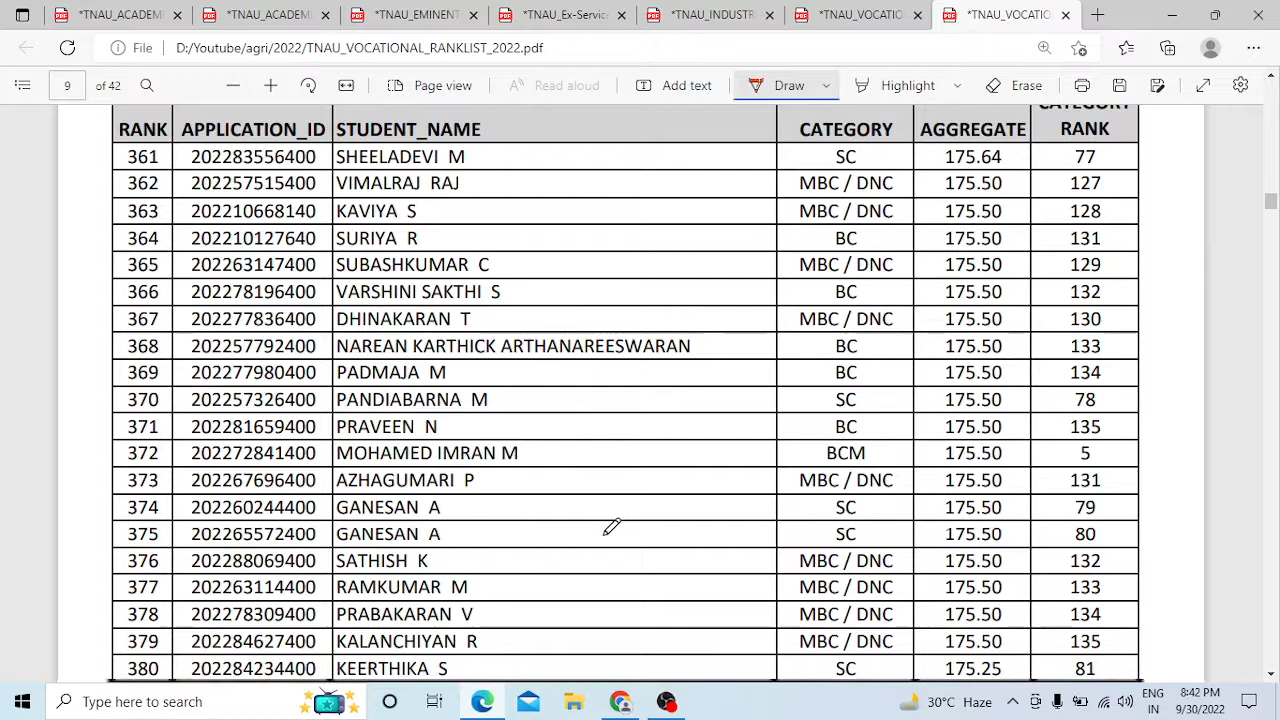 *TNAU_ACADEMI
*TNAU_ACADEMI
*TNAU_EMINENT
*TNAU_Ex-Service
*TNAU_INDUSTR
*TNAU_VOCATIO
*TNAU_VOCATIO
File D:/Youtube/agri/2022/TNAU_VOCATIONAL_RANKLIST_2022.pdf
9 of 42 Page view Read aloud Add text Draw Highlight Erase
RANK APPLICATION_ID STUDENT_NAME CATEGORY AGGREGATE CATEGORY RANK
361 202283556400 SHEELADEVI M SC 175.64 77
362 202257515400 VIMALRAJ RAJ MBC / DNC 175.50 127
363 202210668140 KAVIYA S MBC / DNC 175.50 128
364 202210127640 SURIYA R BC 175.50 131
365 202263147400 SUBASHKUMAR C MBC / DNC 175.50 129
366 202278196400 VARSHINI SAKTHI S BC 175.50 132
367 202277836400 DHINAKARAN T MBC / DNC 175.50 130
368 202257792400 NAREAN KARTHICK ARTHANAREESWARAN BC 175.50 133
369 202277980400 PADMAJA M BC 175.50 134
370 202257326400 PANDIABARNA M SC 175.50 78
371 202281659400 PRAVEEN N BC 175.50 135
372 202272841400 MOHAMED IMRAN M BCM 175.50 5
373 202267696400 AZHAGUMARI P MBC / DNC 175.50 131
374 202260244400 GANESAN A SC 175.50 79
375 202265572400 GANESAN A SC 175.50 80
376 202288069400 SATHISH K MBC / DNC 175.50 132
377 202263114400 RAMKUMAR M MBC / DNC 175.50 133
378 202278309400 PRABAKARAN V MBC / DNC 175.50 134
379 202284627400 KALANCHIYAN R MBC / DNC 175.50 135
380 202284234400 KEERTHIKA S SC 175.25 81
Type here to search 30°C Haze ENG 8:42 PM
IN 9/30/2022